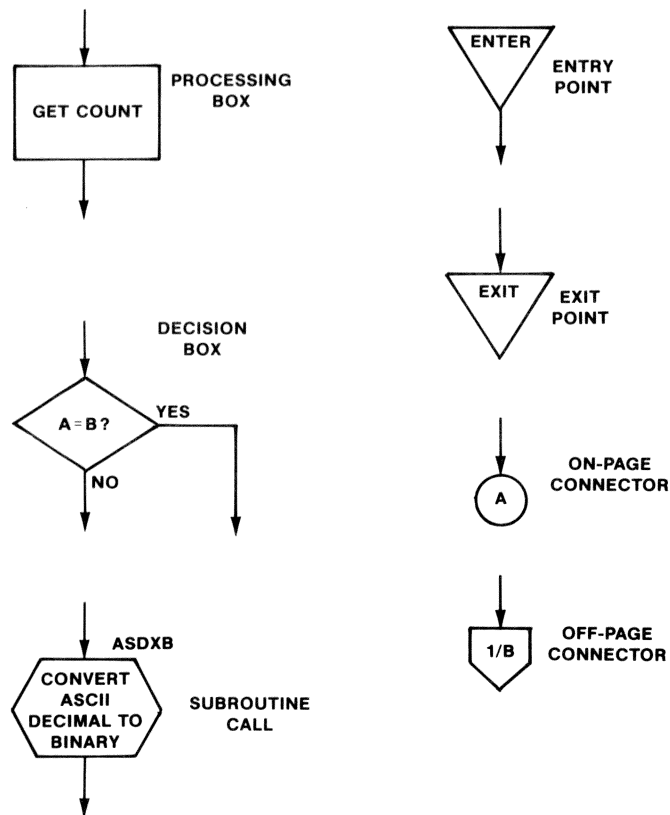 GET COUNT
PROCESSING
BOX
DECISION
BOX
A=B?
YES
NO
ASDXB
CONVERT
ASCII
DECIMAL TO
BINARY
SUBROUTINE
CALL
ENTER
ENTRY
POINT
EXIT
EXIT
POINT
A
ON-PAGE
CONNECTOR
1/B
OFF-PAGE
CONNECTOR